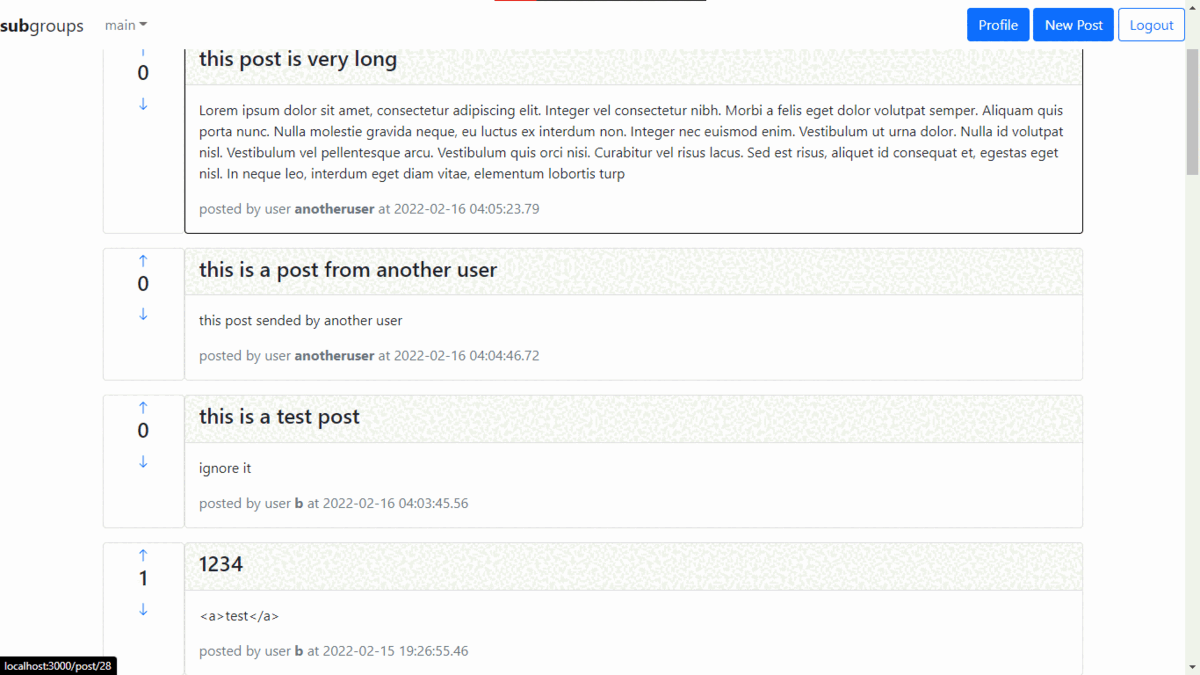 subgroups main Profile New Post Logout
this post is very long
0
Lorem ipsum dolor sit amet, consectetur adipiscing elit. Integer vel consectetur nibh. Morbi a felis eget dolor volutpat semper. Aliquam quis
porta nunc. Nulla molestie gravida neque, eu luctus ex interdum non. Integer nec euismod enim. Vestibulum ut urna dolor. Nulla id volutpat
nisl. Vestibulum vel pellentesque arcu. Vestibulum quis orci nisi. Curabitur vel risus lacus. Sed est risus, aliquet id consequat et, egestas eget
nisl. In neque leo, interdum eget diam vitae, elementum lobortis turp
posted by user anotheruser at 2022-02-16 04:05:23.79
this is a post from another user
0
this post sended by another user
posted by user anotheruser at 2022-02-16 04:04:46.72
this is a test post
0
ignore it
posted by user b at 2022-02-16 04:03:45.56
1234
1
<a>test</a>
posted by user b at 2022-02-15 19:26:55.46
localhost:3000/post/28